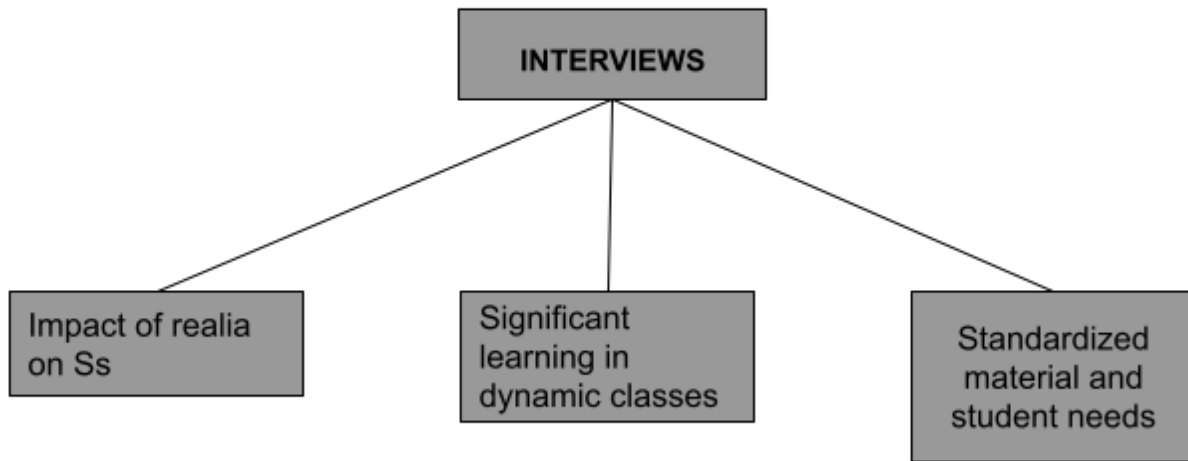 INTERVIEWS
Impact of realia
on Ss
Significant
learning in
dynamic classes
Standardized
material and
student needs